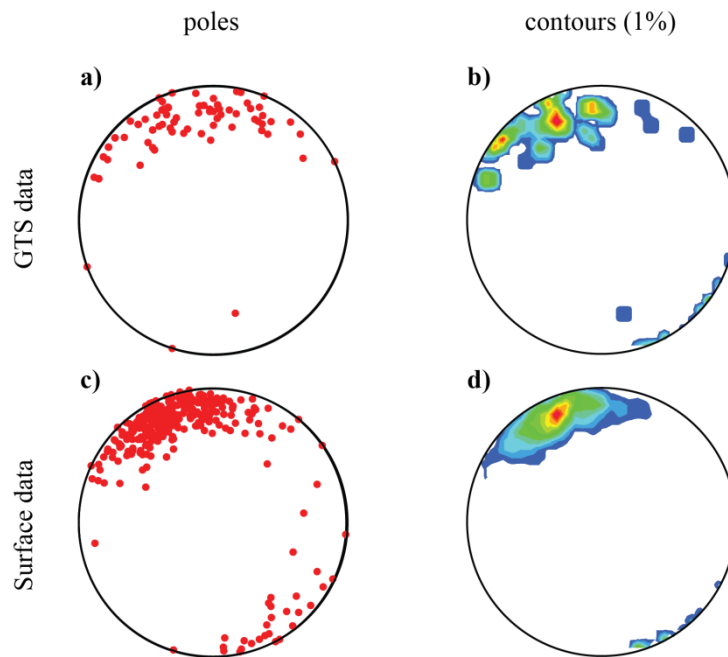 poles
contours (1%)
a)
b)
GTS data
c)
d)
Surface data